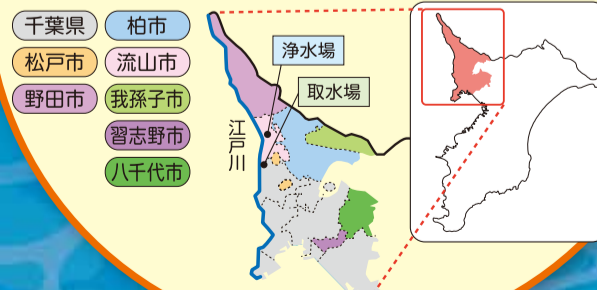 千葉県
柏市
松戸市
流山市
野田市
我孫子市
習志野市
八千代市
浄水場
取水場
江戸川